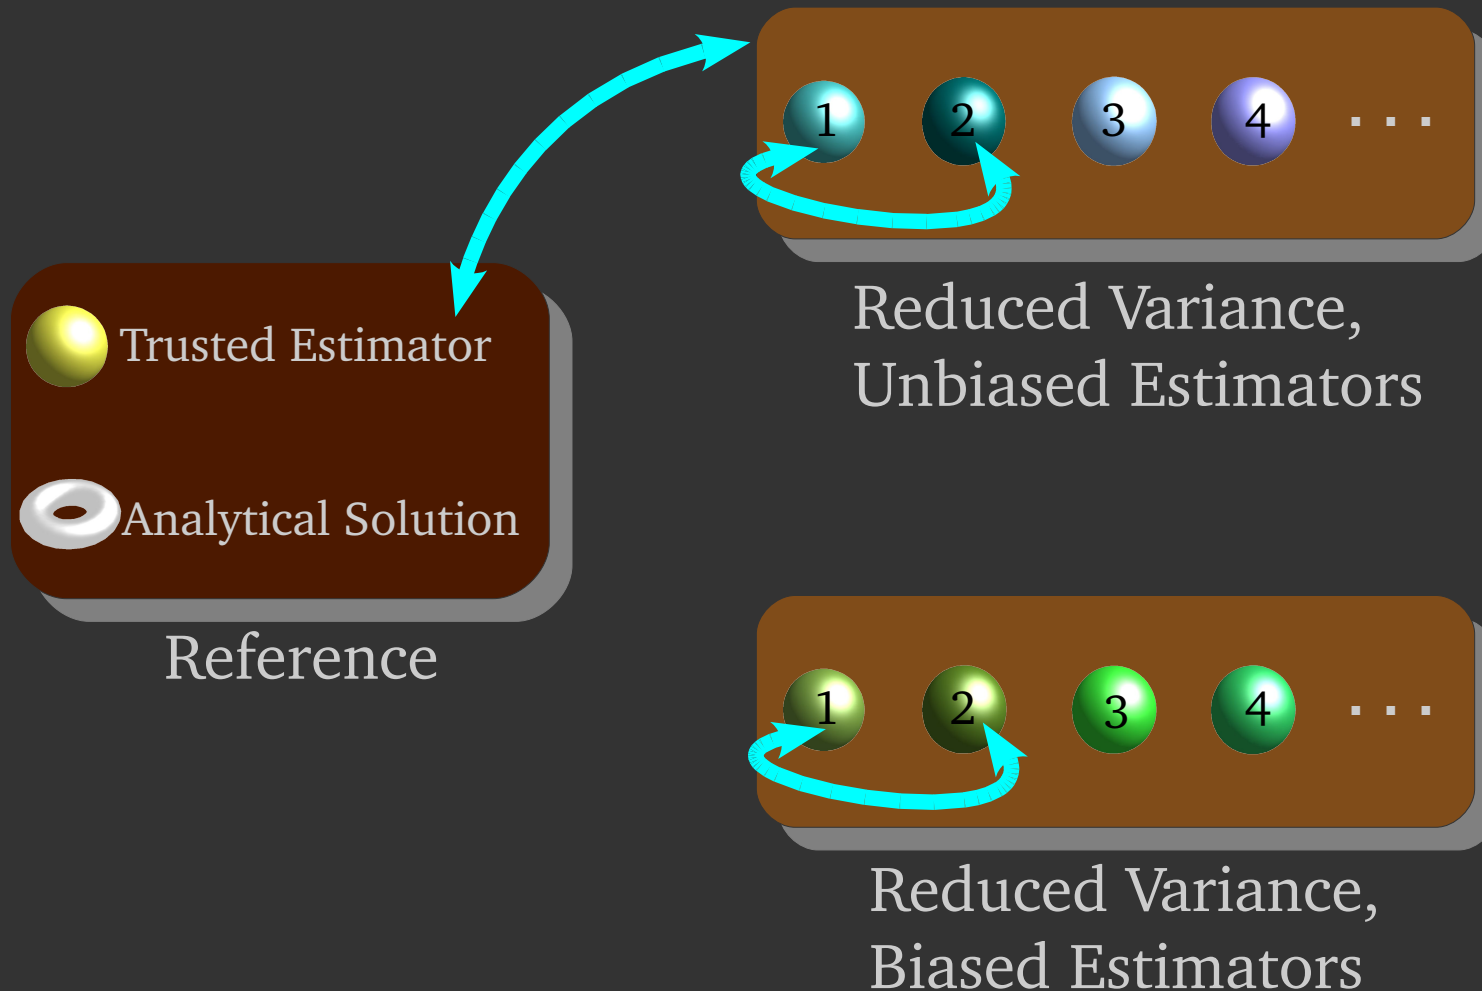 1 2 3 4 ...
Reduced Variance,
Unbiased Estimators
Trusted Estimator
Analytical Solution
Reference
1 2 3 4 ...
Reduced Variance,
Biased Estimators